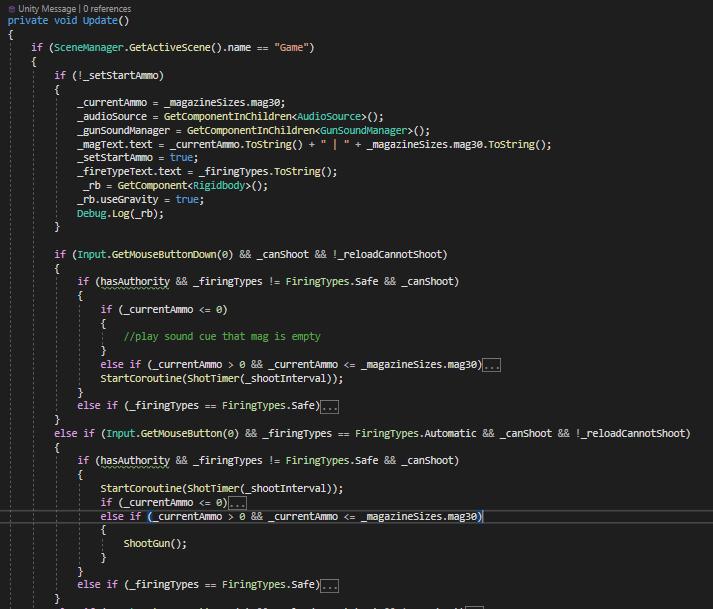 Unity Message | 0 references
private void Update()
{
if (SceneManager.GetActiveScene().name == "Game")
{
if (!_setStartAmmo)
{
_currentAmmo = _magazineSizes.mag30;
_audioSource = GetComponentInChildren<AudioSource>();
_gunSoundManager = GetComponentInChildren<GunSoundManager>();
_magText.text = _currentAmmo.ToString() + " | " + _magazineSizes.mag30.ToString();
_setStartAmmo = true;
_fireTypeText.text = _firingTypes.ToString();
_rb = GetComponent<Rigidbody>();
_rb.useGravity = true;
Debug.Log(_rb);
}
if (Input.GetMouseButtonDown(0) && _canShoot && !_reloadCannotShoot)
{
if (hasAuthority && _firingTypes != FiringTypes.Safe && _canShoot)
{
if (_currentAmmo <= 0)
{
//play sound cue that mag is empty
}
else if (_currentAmmo > 0 && _currentAmmo <= _magazineSizes.mag30)...
StartCoroutine(ShotTimer(_shootInterval));
}
else if (_firingTypes == FiringTypes.Safe)...
}
else if (Input.GetMouseButton(0) && _firingTypes == FiringTypes.Automatic && _canShoot && !_reloadCannotShoot)
{
if (hasAuthority && _firingTypes != FiringTypes.Safe && _canShoot)
{
StartCoroutine(ShotTimer(_shootInterval));
if (_currentAmmo <= 0)...
else if (_currentAmmo > 0 && _currentAmmo <= _magazineSizes.mag30)
{
ShootGun();
}
}
else if (_firingTypes == FiringTypes.Safe)...
}